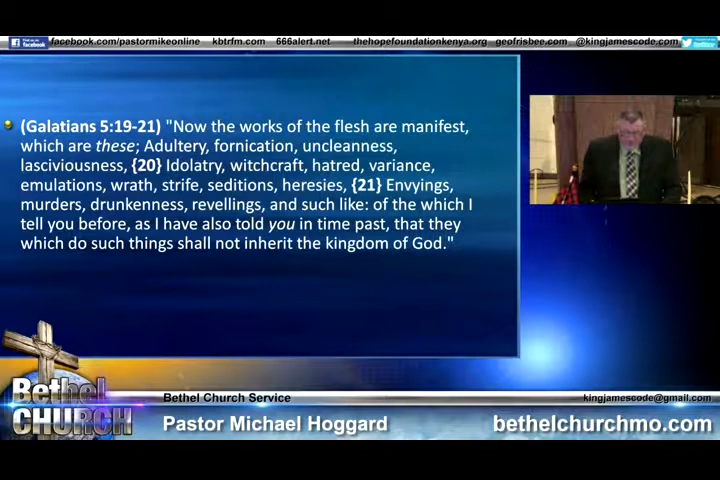 Find us on facebook
facebook.com/pastormikeonline kbtrfm.com 666alert.net thehopefoundationkenya.org geofrisbee.com @kingjamescode.com
(Galatians 5:19-21) "Now the works of the flesh are manifest,
which are these; Adultery, fornication, uncleanness,
lasciviousness, {20} Idolatry, witchcraft, hatred, variance,
emulations, wrath, strife, seditions, heresies, {21} Envyings,
murders, drunkenness, revellings, and such like: of the which I
tell you before, as I have also told you in time past, that they
which do such things shall not inherit the kingdom of God."
Bethel
CHURCH
Bethel Church Service
kingjamescode@gmail.com
Pastor Michael Hoggard
bethelchurchmo.com